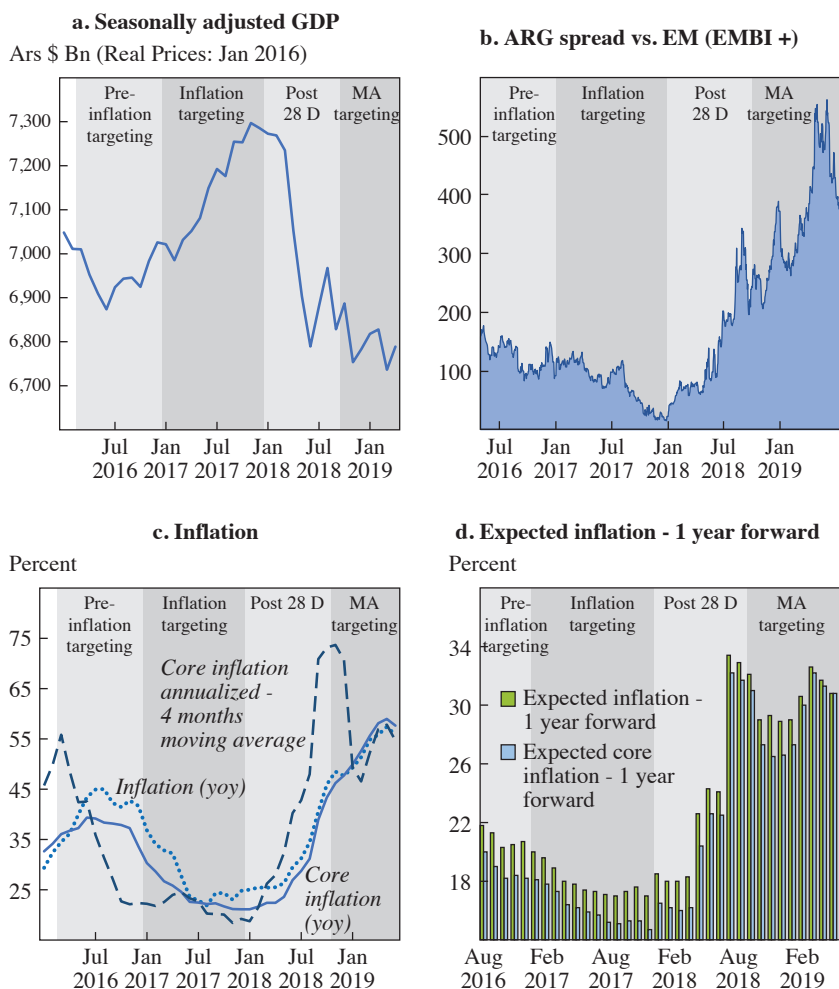 a. Seasonally adjusted GDP
Ars $ Bn (Real Prices: Jan 2016)
Pre-
inflation
targeting
Inflation
targeting
Post
28 D
MA
targeting
7,300
7,200
7,100
7,000
6,900
6,800
6,700
Jul
2016
Jan
2017
Jul
2017
Jan
2018
Jul
2018
Jan
2019
b. ARG spread vs. EM (EMBI +)
Pre-
inflation
targeting
Inflation
targeting
Post
28 D
MA
targeting
500
400
300
200
100
Jul
2016
Jan
2017
Jul
2017
Jan
2018
Jul
2018
Jan
2019
c. Inflation
Percent
Pre-
inflation
targeting
Inflation
targeting
Post 28 D
MA
targeting
75
65
55
45
35
25
Core inflation
annualized -
4 months
moving average
Inflation (yoy)
Core
inflation
(yoy)
Jul
2016
Jan
2017
Jul
2017
Jan
2018
Jul
2018
Jan
2019
d. Expected inflation - 1 year forward
Percent
Pre-
inflation
targeting
Inflation
targeting
Post 28 D
MA
targeting
34
30
26
22
18
Expected inflation -
1 year forward
Expected core
inflation - 1 year
forward
Aug
2016
Feb
2017
Aug
2017
Feb
2018
Aug
2018
Feb
2019